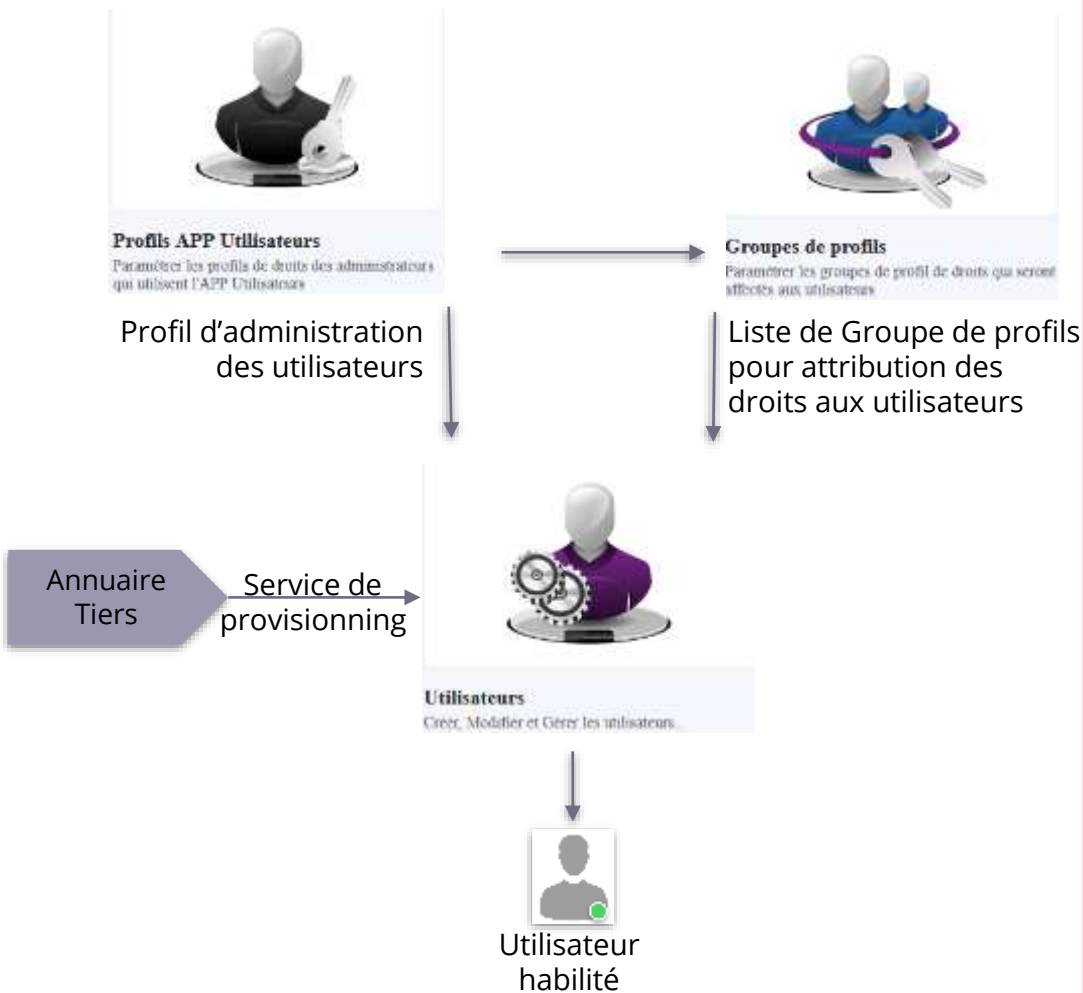 Profils APP Utilisateurs
Paramétrer les profils de droits des administrateurs
qui utilisent l'APP Utilisateurs
Groupes de profils
Paramétrer les groupes de profil de droits qui seront
affectés aux utilisateurs
Profil d’administration
des utilisateurs
Liste de Groupe de profils
pour attribution des
droits aux utilisateurs
Annuaire
Tiers
Service de
provisionning
Utilisateurs
Créer, Modifier et Gérer les utilisateurs...
Utilisateur
habilité